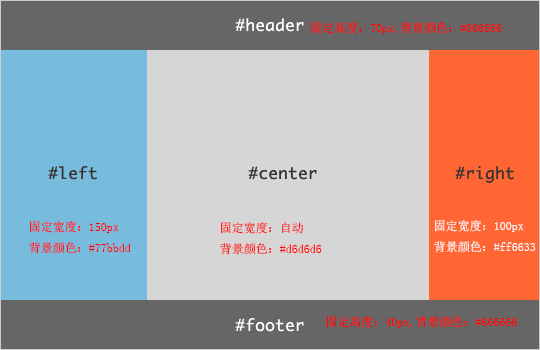 #header 固定高度：70px,背景颜色：#666666
#left
#center
#right
固定宽度：150px
固定宽度：自动
固定宽度：100px
背景颜色：#77bbdd
背景颜色：#d6d6d6
背景颜色：#ff6633
#footer 固定高度：40px,背景颜色：#666666